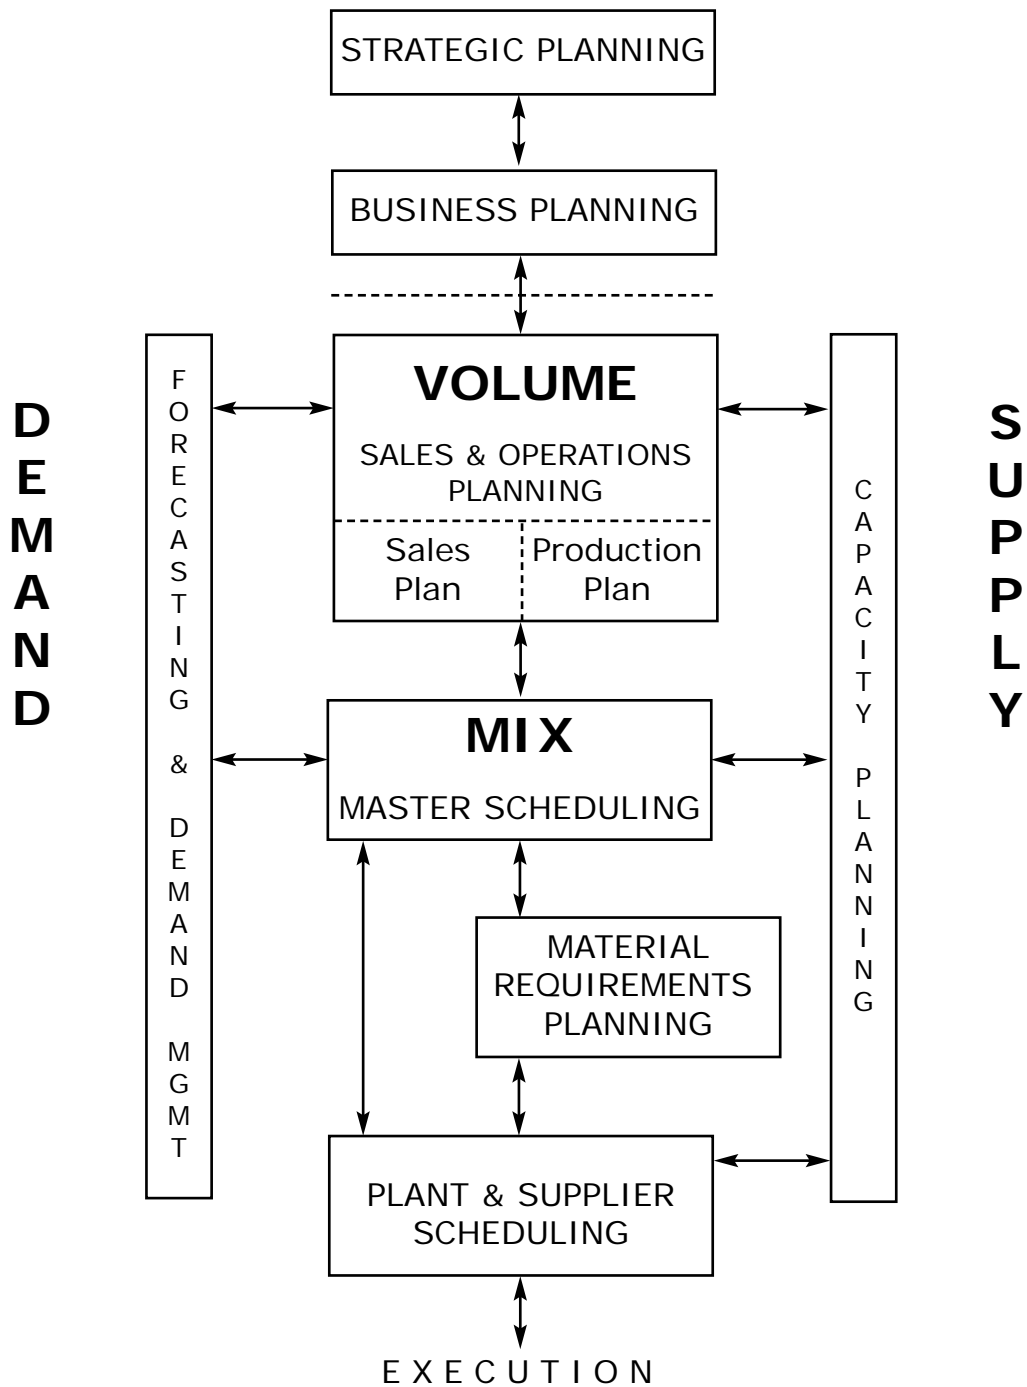 STRATEGIC PLANNING
BUSINESS PLANNING
DEMAND
FORECASTING & DEMAND MGMT
VOLUME
SALES & OPERATIONS
PLANNING
Sales
Plan
Production
Plan
CAPACITY PLANNING
SUPPLY
MIX
MASTER SCHEDULING
MATERIAL
REQUIREMENTS
PLANNING
PLANT & SUPPLIER
SCHEDULING
EXECUTION